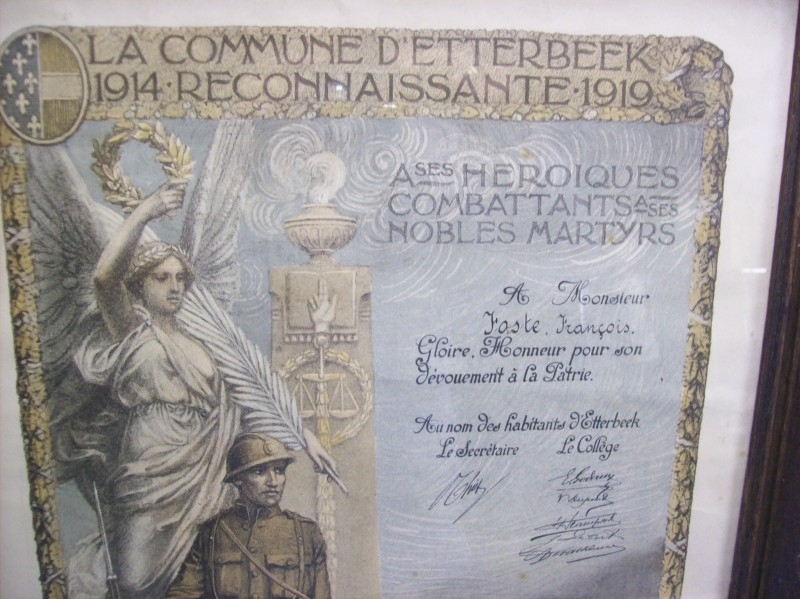 LA COMMUNE D'ETTERBEEK
1914 · RECONNAISSANTE · 1919
A SES HEROIQUES
COMBATTANTS A SES
NOBLES MARTYRS
A Monsieur
Foste, François.
Gloire, Honneur pour son
dévouement à la Patrie.
Au nom des habitants d'Etterbeek
Le Secrétaire Le Collège